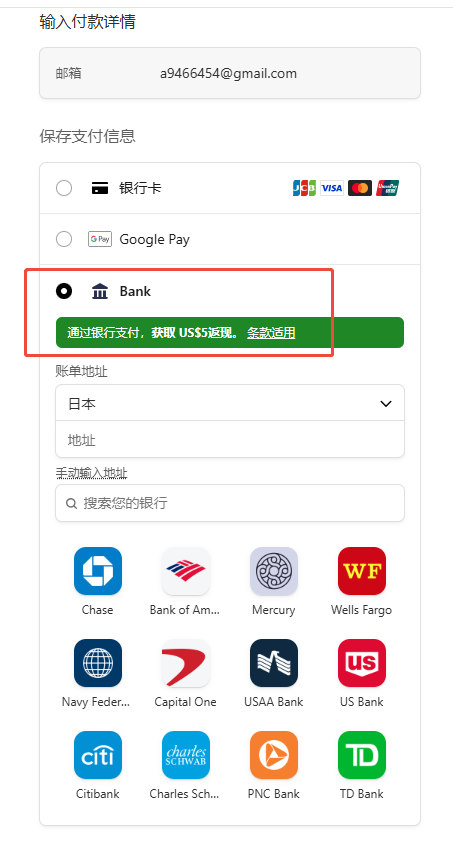 输入付款详情
邮箱 a9466454@gmail.com
保存支付信息
银行卡 JCB VISA UnionPay
G Pay Google Pay
Bank
通过银行支付，获取 US$5返现。 条款适用
账单地址
日本
地址
手动输入地址
搜索您的银行
WF
Chase Bank of Am... Mercury Wells Fargo
us
Navy Feder... Capital One USAA Bank US Bank
citi charles SCHWAB TD
Citibank Charles Sch... PNC Bank TD Bank